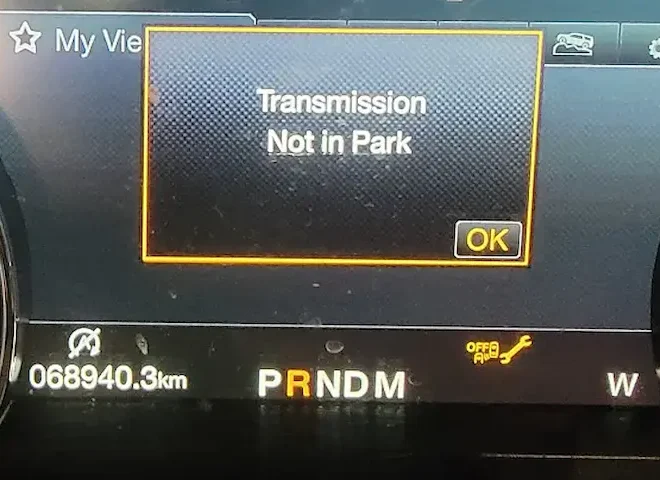 My Vie
Transmission
Not in Park
OK
OFF
A
068940.3km
PRNDM
W